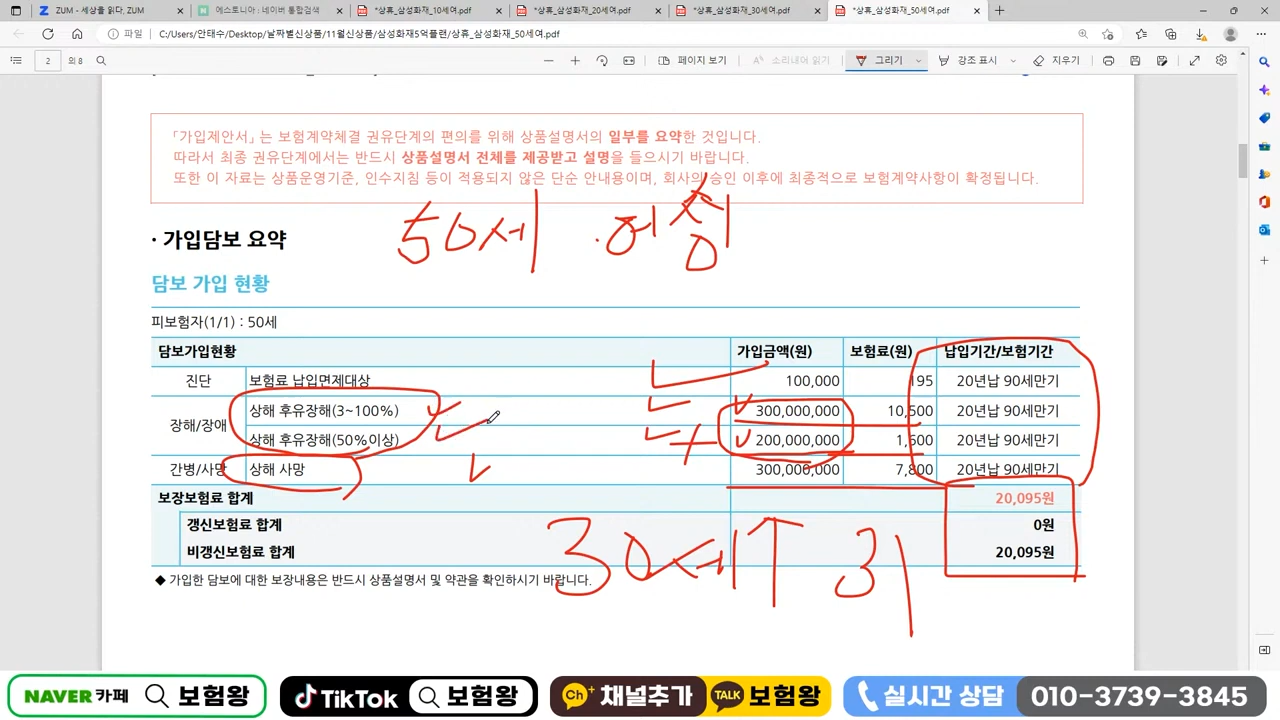 ZUM - 세상을 읽다, ZUM
에스토니아 : 네이버 통합검색
*상휴_삼성화재_10세여.pdf
*상휴_삼성화재_20세여.pdf
*상휴_삼성화재_30세여.pdf
*상휴_삼성화재_50세여.pdf
파일 C:/Users/안태수/Desktop/날짜별신상품/11월신상품/삼성화재5억플랜/상휴_삼성화재_50세여.pdf
2 의 8 페이지 보기 소리내어 읽기 그리기 강조 표시 지우기
「가입제안서」는 보험계약체결 권유단계의 편의를 위해 상품설명서의 일부를 요약한 것입니다.
따라서 최종 권유단계에서는 반드시 상품설명서 전체를 제공받고 설명을 들으시기 바랍니다.
또한 이 자료는 상품운영기준, 인수지침 등이 적용되지 않은 단순 안내용이며, 회사의 승인 이후에 최종적으로 보험계약사항이 확정됩니다.
50세 여성
· 가입담보 요약
담보 가입 현황
피보험자(1/1) : 50세
담보가입현황 가입금액(원) 보험료(원) 납입기간/보험기간
진단 보험료 납입면제대상 100,000 195 20년납 90세만기
장해/장애 상해 후유장해(3~100%) 300,000,000 10,500 20년납 90세만기
상해 후유장해(50%이상) 200,000,000 1,600 20년납 90세만기
간병/사망 상해 사망 300,000,000 7,800 20년납 90세만기
보장보험료 합계 20,095원
갱신보험료 합계 0원
비갱신보험료 합계 20,095원
30세↑
◆ 가입한 담보에 대한 보장내용은 반드시 상품설명서 및 약관을 확인하시기 바랍니다.
NAVER 카페 보험왕 TikTok 보험왕 Ch+ 채널추가 TALK 보험왕 실시간 상담 010-3739-3845